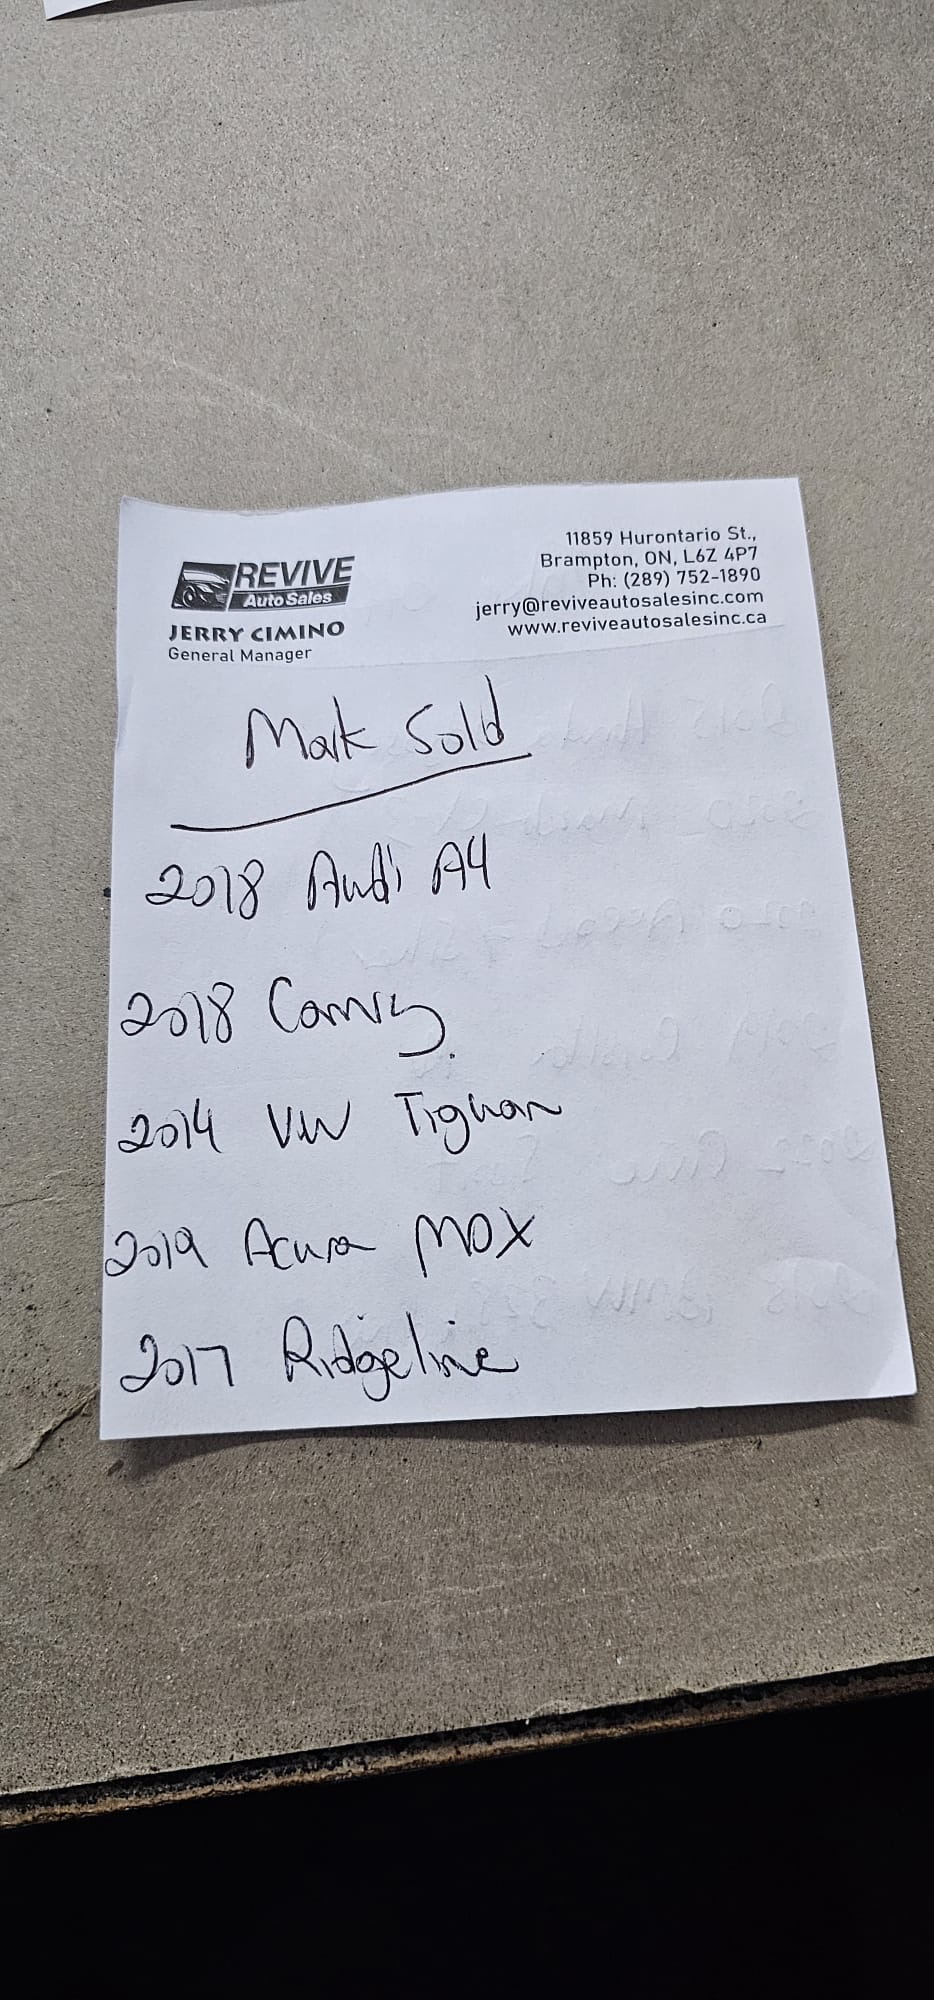 REVIVE
Auto Sales
JERRY CIMINO
General Manager
11859 Hurontario St.,
Brampton, ON, L6Z 4P7
Ph: (289) 752-1890
jerry@reviveautosalesinc.com
www.reviveautosalesinc.ca
Mark Sold
2018 Audi A4
2018 Camry
2014 VW Tiguan
2019 Acura MDX
2017 Ridgeline